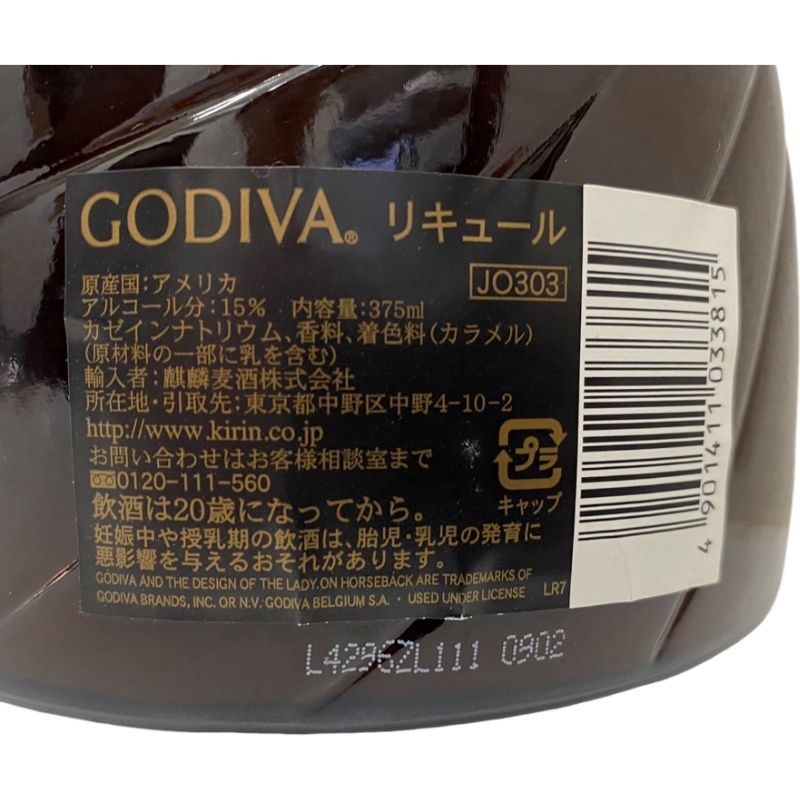 GODIVA® リキュール
原産国：アメリカ
JO303
アルコール分：15% 内容量：375ml
カゼインナトリウム、香料、着色料（カラメル）
（原材料の一部に乳を含む）
輸入者：麒麟麦酒株式会社
所在地・引取先：東京都中野区中野4-10-2
http://www.kirin.co.jp
お問い合わせはお客様相談室まで
0120-111-560
プラ
キャップ
飲酒は20歳になってから。
妊娠中や授乳期の飲酒は、胎児・乳児の発育に
悪影響を与えるおそれがあります。
GODIVA AND THE DESIGN OF THE LADY ON HORSEBACK ARE TRADEMARKS OF
GODIVA BRANDS, INC. OR N.V. GODIVA BELGIUM S.A. · USED UNDER LICENSE LR7
4901411033815
L42962L111 0902